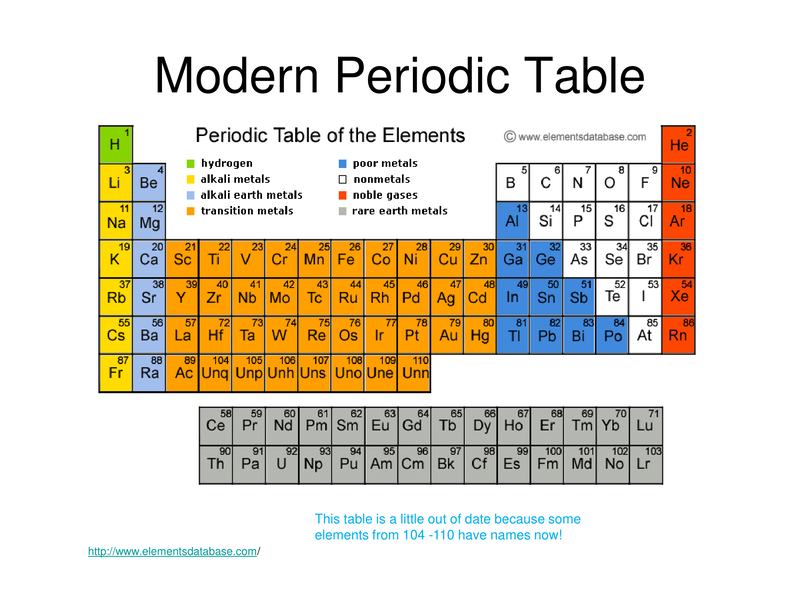 Modern Periodic Table
Periodic Table of the Elements
© www.elementsdatabase.com
hydrogen
alkali metals
alkali earth metals
transition metals
poor metals
nonmetals
noble gases
rare earth metals
1 2
H He
3 4 5 6 7 8 9 10
Li Be B C N O F Ne
11 12 13 14 15 16 17 18
Na Mg Al Si P S Cl Ar
19 20 21 22 23 24 25 26 27 28 29 30 31 32 33 34 35 36
K Ca Sc Ti V Cr Mn Fe Co Ni Cu Zn Ga Ge As Se Br Kr
37 38 39 40 41 42 43 44 45 46 47 48 49 50 51 52 53 54
Rb Sr Y Zr Nb Mo Tc Ru Rh Pd Ag Cd In Sn Sb Te I Xe
55 56 57 72 73 74 75 76 77 78 79 80 81 82 83 84 85 86
Cs Ba La Hf Ta W Re Os Ir Pt Au Hg Tl Pb Bi Po At Rn
87 88 89 104 105 106 107 108 109 110
Fr Ra Ac Unq Unp Unh Uns Uno Une Unn
58 59 60 61 62 63 64 65 66 67 68 69 70 71
Ce Pr Nd Pm Sm Eu Gd Tb Dy Ho Er Tm Yb Lu
90 91 92 93 94 95 96 97 98 99 100 101 102 103
Th Pa U Np Pu Am Cm Bk Cf Es Fm Md No Lr
This table is a little out of date because some
elements from 104 -110 have names now!
http://www.elementsdatabase.com/